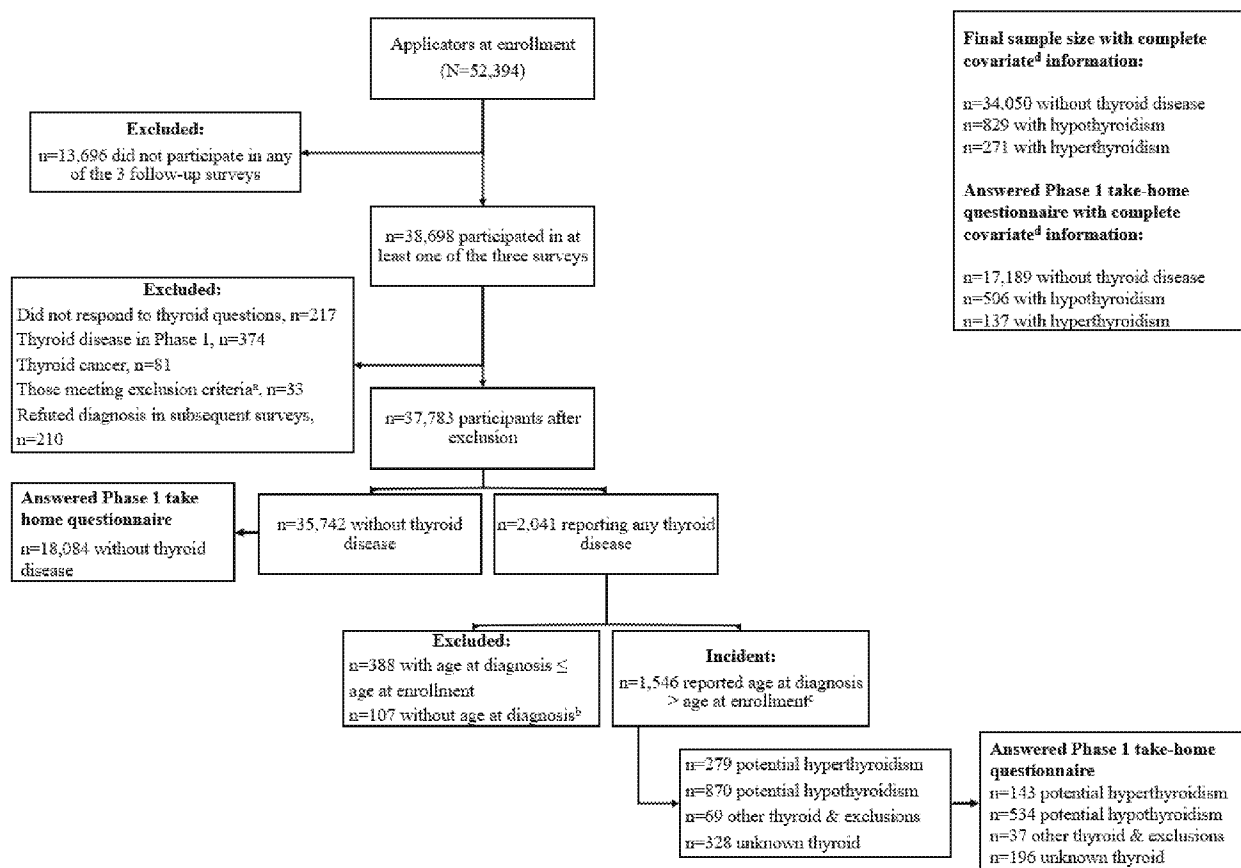 Applicators at enrollment
(N=52,394)
Excluded:
n=13,696 did not participate in any
of the 3 follow-up surveys
n=38,698 participated in at
least one of the three surveys
Excluded:
Did not respond to thyroid questions, n=217
Thyroid disease in Phase 1, n=374
Thyroid cancer, n=81
Those meeting exclusion criteriaᵃ, n=33
Refuted diagnosis in subsequent surveys,
n=210
n=37,783 participants after
exclusion
Answered Phase 1 take
home questionnaire
n=18,084 without thyroid
disease
n=35,742 without thyroid
disease
n=2,041 reporting any thyroid
disease
Excluded:
n=388 with age at diagnosis ≤
age at enrollment
n=107 without age at diagnosisᵇ
Incident:
n=1,546 reported age at diagnosis
> age at enrollmentᶜ
n=279 potential hyperthyroidism
n=870 potential hypothyroidism
n=69 other thyroid & exclusions
n=328 unknown thyroid
Answered Phase 1 take-home
questionnaire
n=143 potential hyperthyroidism
n=534 potential hypothyroidism
n=37 other thyroid & exclusions
n=196 unknown thyroid
Final sample size with complete
covariateᵈ information:
n=34,050 without thyroid disease
n=829 with hypothyroidism
n=271 with hyperthyroidism
Answered Phase 1 take-home
questionnaire with complete
covariateᵈ information:
n=17,189 without thyroid disease
n=506 with hypothyroidism
n=137 with hyperthyroidism